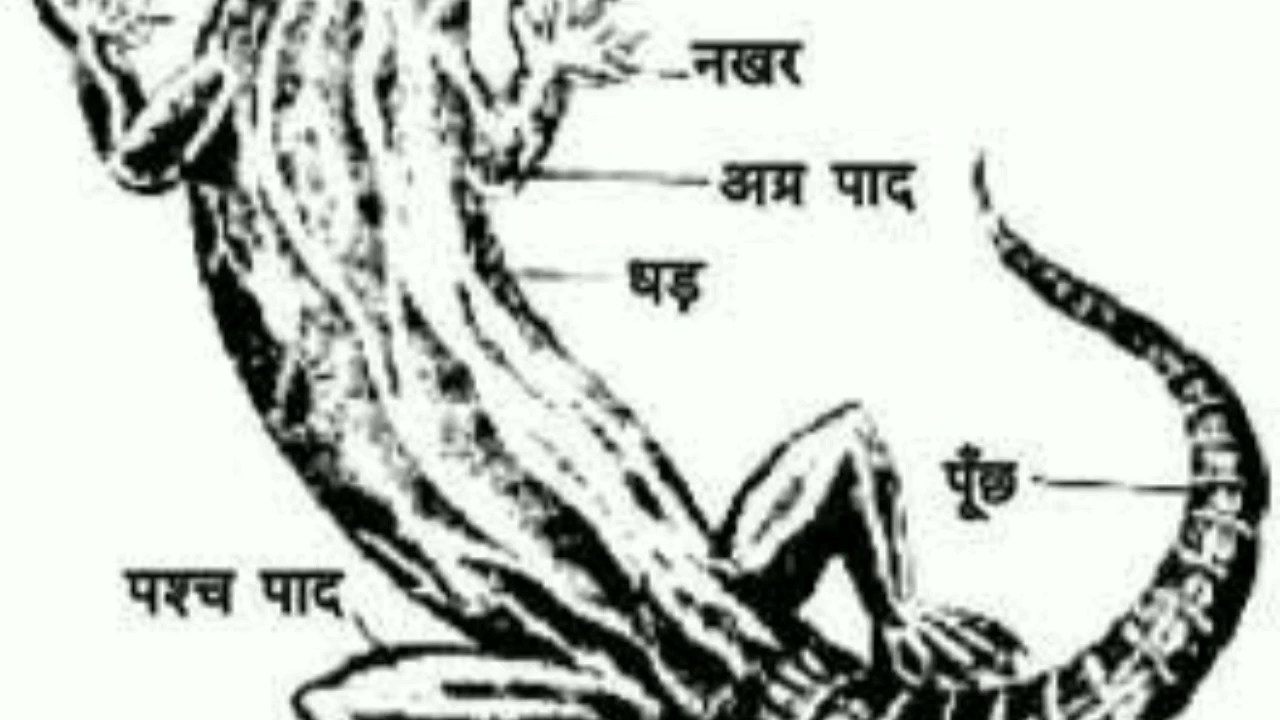 नखर
अग्र पाद
धड़
पूँछ
पश्च पाद